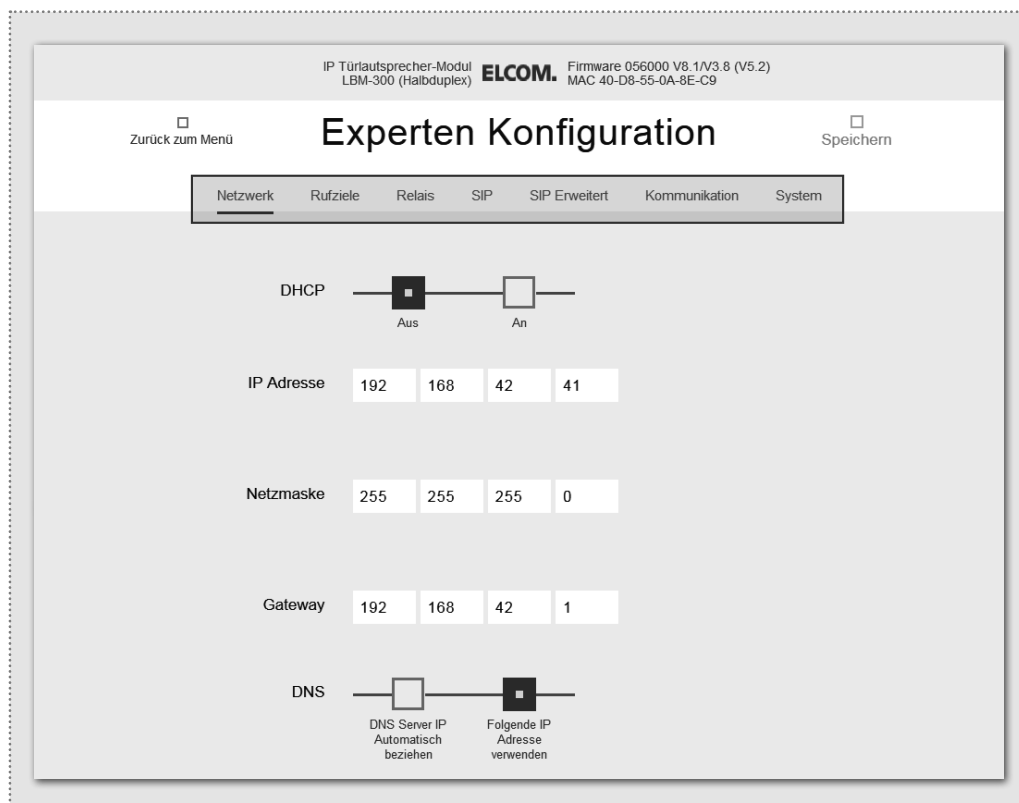 IP Türlautsprecher-Modul
LBM-300 (Halbduplex)
ELCOM.
Firmware 056000 V8.1/V3.8 (V5.2)
MAC 40-D8-55-0A-8E-C9
Zurück zum Menü
Experten Konfiguration
Speichern
Netzwerk Rufziele Relais SIP SIP Erweitert Kommunikation System
DHCP
Aus An
IP Adresse 192 168 42 41
Netzmaske 255 255 255 0
Gateway 192 168 42 1
DNS
DNS Server IP
Automatisch
beziehen
Folgende IP
Adresse
verwenden